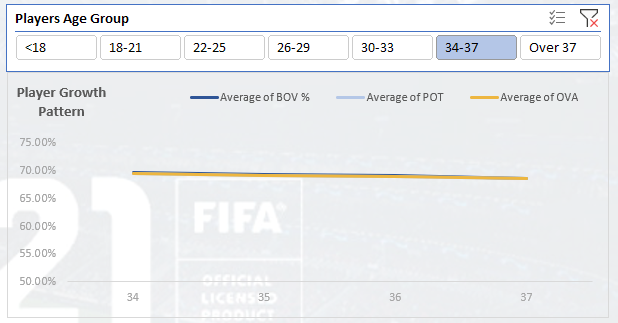 Players Age Group
<18 18-21 22-25 26-29 30-33 34-37 Over 37
Player Growth
Pattern
Average of BOV % Average of POT Average of OVA
75.00%
70.00%
65.00%
60.00%
55.00%
50.00%
34 35 36 37
21
FIFA
OFFICIAL
LICENSED
PRODUCT